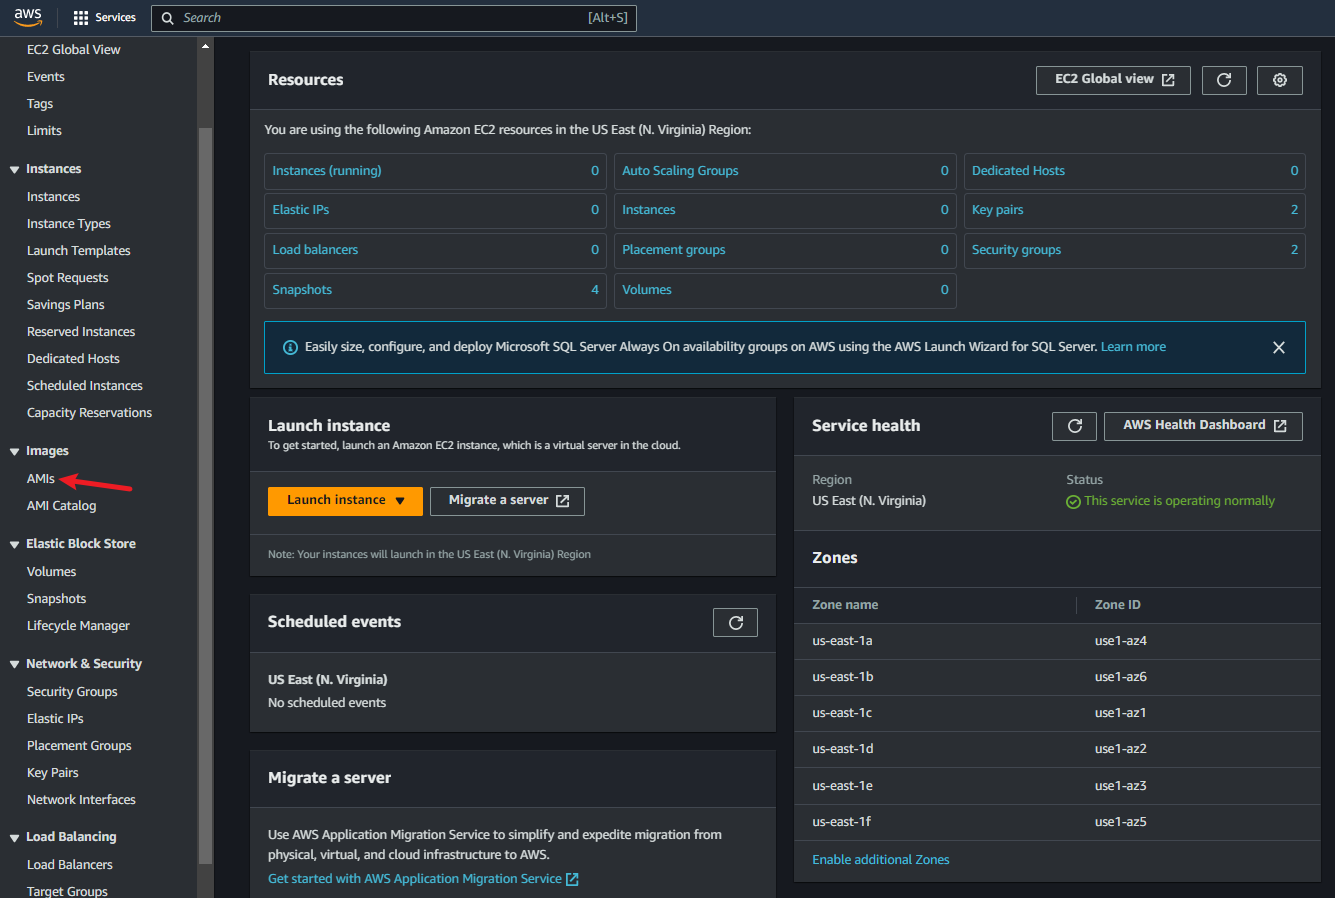 aws
Services
Search
[Alt+S]
EC2 Global View
Events
Tags
Limits
Instances
Instances
Instance Types
Launch Templates
Spot Requests
Savings Plans
Reserved Instances
Dedicated Hosts
Scheduled Instances
Capacity Reservations
Images
AMIs
AMI Catalog
Elastic Block Store
Volumes
Snapshots
Lifecycle Manager
Network & Security
Security Groups
Elastic IPs
Placement Groups
Key Pairs
Network Interfaces
Load Balancing
Load Balancers
Target Groups
Resources
EC2 Global view
You are using the following Amazon EC2 resources in the US East (N. Virginia) Region:
Instances (running) 0
Auto Scaling Groups 0
Dedicated Hosts 0
Elastic IPs 0
Instances 0
Key pairs 2
Load balancers 0
Placement groups 0
Security groups 2
Snapshots 4
Volumes 0
Easily size, configure, and deploy Microsoft SQL Server Always On availability groups on AWS using the AWS Launch Wizard for SQL Server. Learn more
Launch instance
To get started, launch an Amazon EC2 instance, which is a virtual server in the cloud.
Launch instance
Migrate a server
Note: Your instances will launch in the US East (N. Virginia) Region
Scheduled events
US East (N. Virginia)
No scheduled events
Migrate a server
Use AWS Application Migration Service to simplify and expedite migration from
physical, virtual, and cloud infrastructure to AWS.
Get started with AWS Application Migration Service
Service health
AWS Health Dashboard
Region
US East (N. Virginia)
Status
This service is operating normally
Zones
Zone name Zone ID
us-east-1a use1-az4
us-east-1b use1-az6
us-east-1c use1-az1
us-east-1d use1-az2
us-east-1e use1-az3
us-east-1f use1-az5
Enable additional Zones